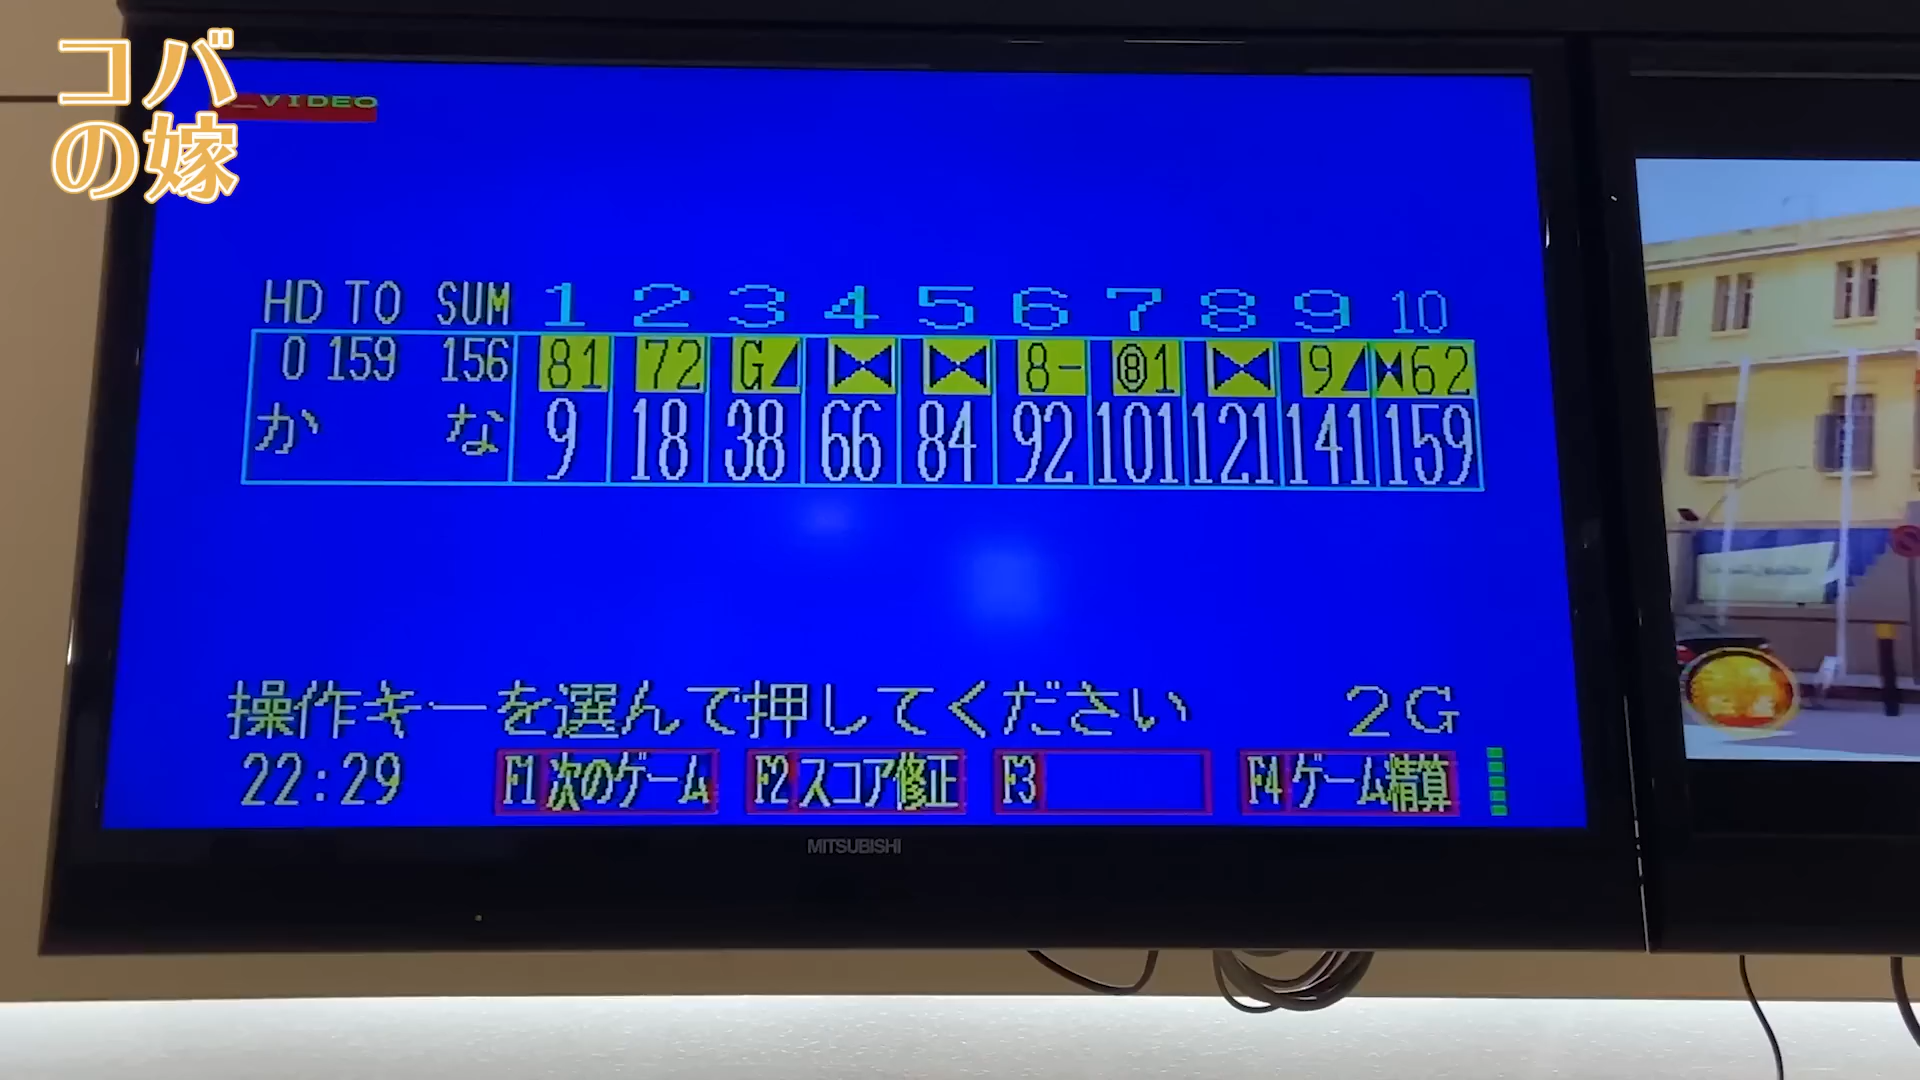 コバ
の嫁
_VIDEO
HD TO SUM 1 2 3 4 5 6 7 8 9 10
0 159 156 81 72 G 8- ⑧1 9 62
かな 9 18 38 66 84 92 101 121 141 159
操作キーを選んで押してください 2G
22:29 F1 次のゲーム F2 スコア修正 F3 F4 ゲーム精算
MITSUBISHI